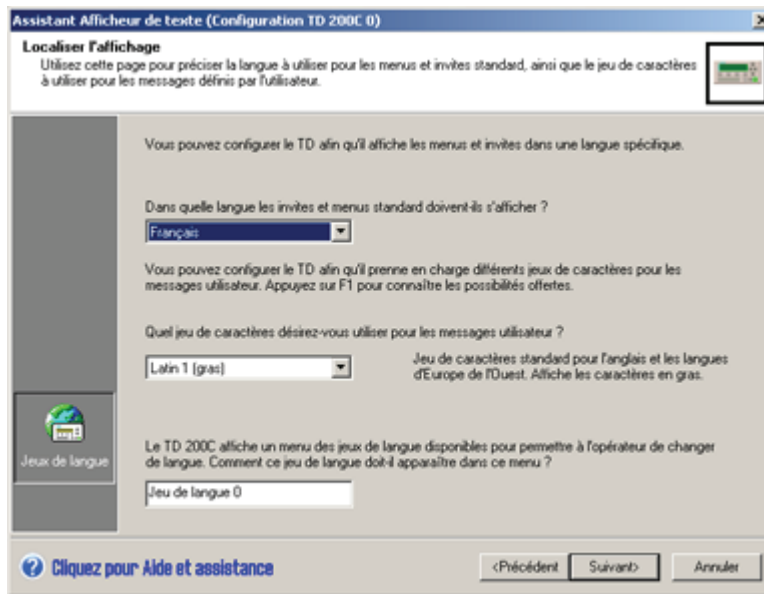 Assistant Afficheur de texte (Configuration TD 200C 0)
Localiser l'affichage
Utilisez cette page pour préciser la langue à utiliser pour les menus et invites standard, ainsi que le jeu de caractères
à utiliser pour les messages définis par l'utilisateur.
Vous pouvez configurer le TD afin qu'il affiche les menus et invites dans une langue spécifique.
Dans quelle langue les invites et menus standard doivent-ils s'afficher ?
Français
Vous pouvez configurer le TD afin qu'il prenne en charge différents jeux de caractères pour les
messages utilisateur. Appuyez sur F1 pour connaître les possibilités offertes.
Quel jeu de caractères désirez-vous utiliser pour les messages utilisateur ?
Latin 1 (gras)
Jeu de caractères standard pour l'anglais et les langues
d'Europe de l'Ouest. Affiche les caractères en gras.
Jeux de langue
Le TD 200C affiche un menu des jeux de langue disponibles pour permettre à l'opérateur de changer
de langue. Comment ce jeu de langue doit-il apparaître dans ce menu ?
Jeu de langue 0
Cliquez pour Aide et assistance
<Précédent
Suivant>
Annuler